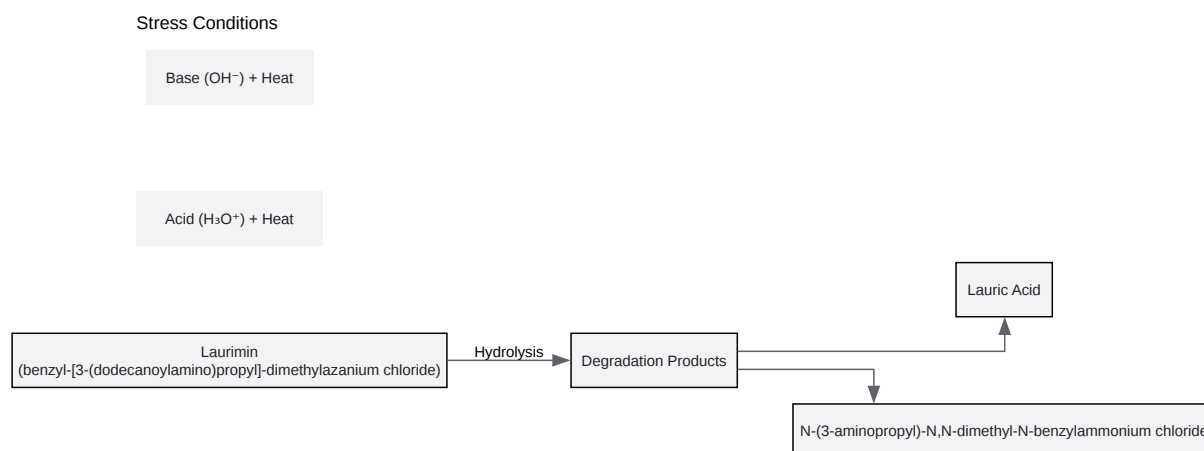 Stress Conditions
Base (OH⁻) + Heat
Acid (H₃O⁺) + Heat
Lauric Acid
Laurimin
(benzyl-[3-(dodecanoylamino)propyl]-dimethylazanium chloride)
Hydrolysis
Degradation Products
N-(3-aminopropyl)-N,N-dimethyl-N-benzylammonium chloride